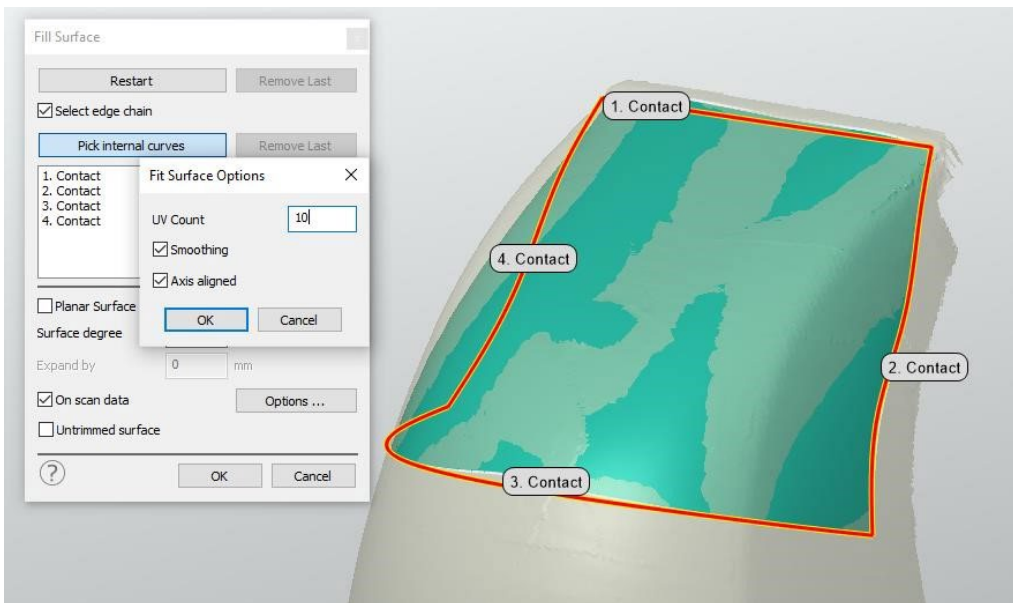 Fill Surface
Restart
Remove Last
Select edge chain
Pick internal curves
Remove Last
1. Contact
2. Contact
3. Contact
4. Contact
Planar Surface
Surface degree
Expand by
0
mm
On scan data
Options ...
Untrimmed surface
?
OK
Cancel
Fit Surface Options
UV Count
10
Smoothing
Axis aligned
OK
Cancel
1. Contact
4. Contact
2. Contact
3. Contact